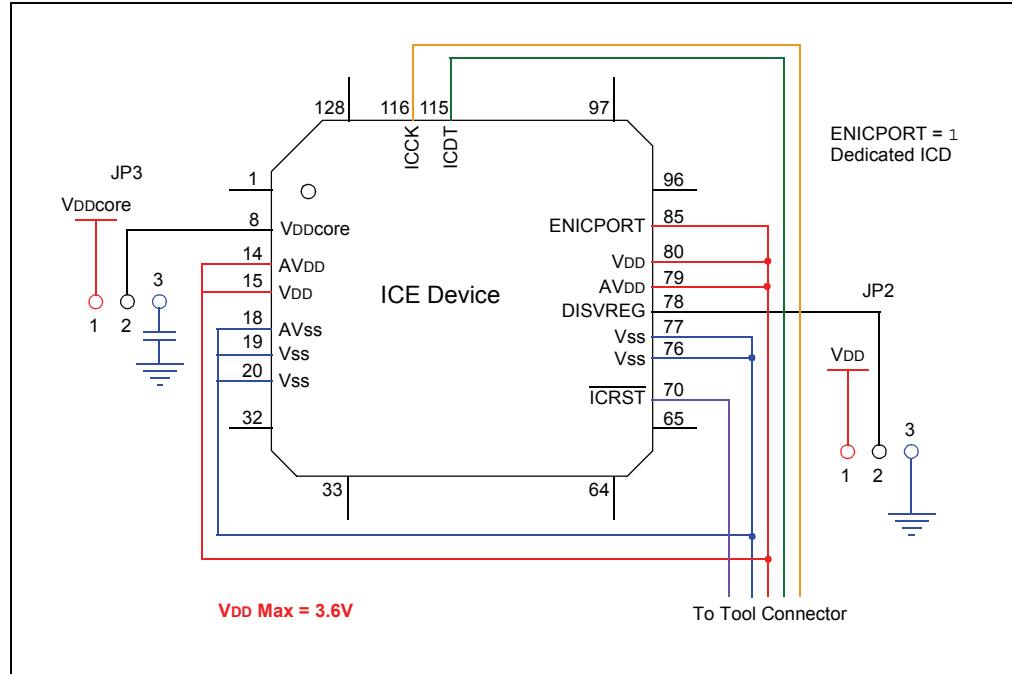 128
116
115
97
ICCK
ICDT
ENICPORT = 1
Dedicated ICD
JP3
VDDcore
1
2
3
1
8
VDDcore
14
AVDD
15
VDD
18
AVss
19
Vss
20
Vss
32
33
ICE Device
96
ENICPORT
85
VDD
80
AVDD
79
DISVREG
78
Vss
77
Vss
76
ICRST
70
65
64
JP2
VDD
1
2
3
VDD Max = 3.6V
To Tool Connector